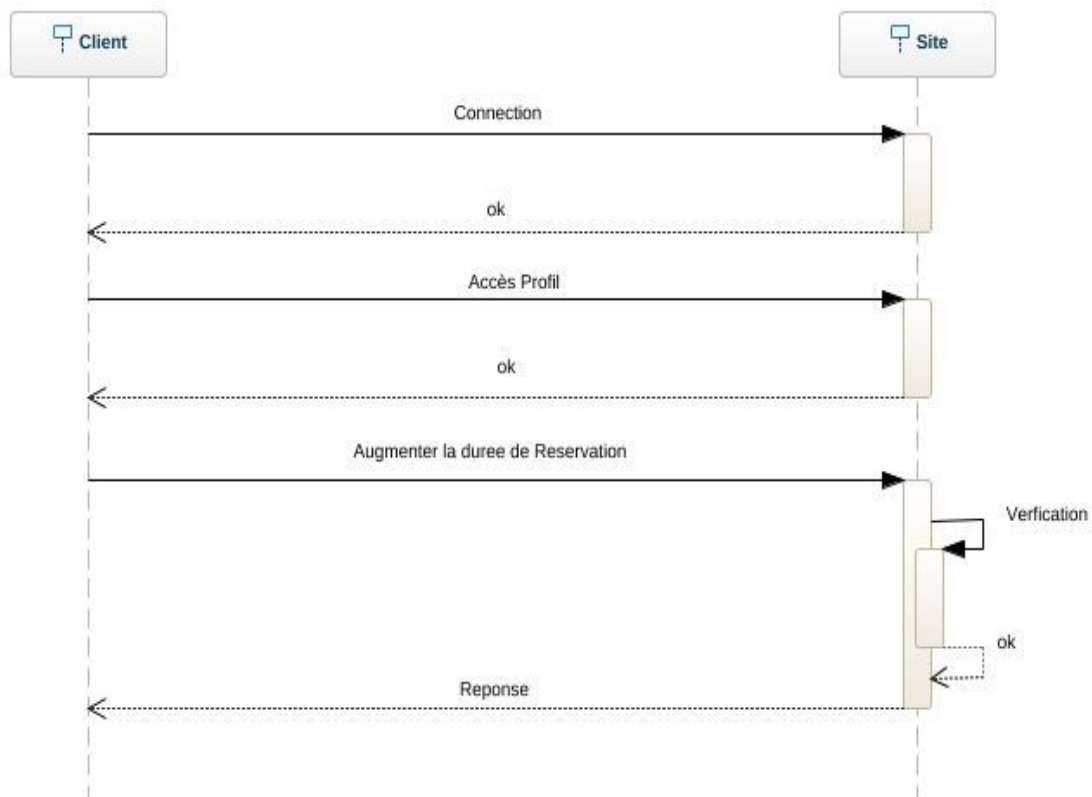 Client
Site
Connection
ok
Accès Profil
ok
Augmenter la duree de Reservation
Verfication
ok
Reponse